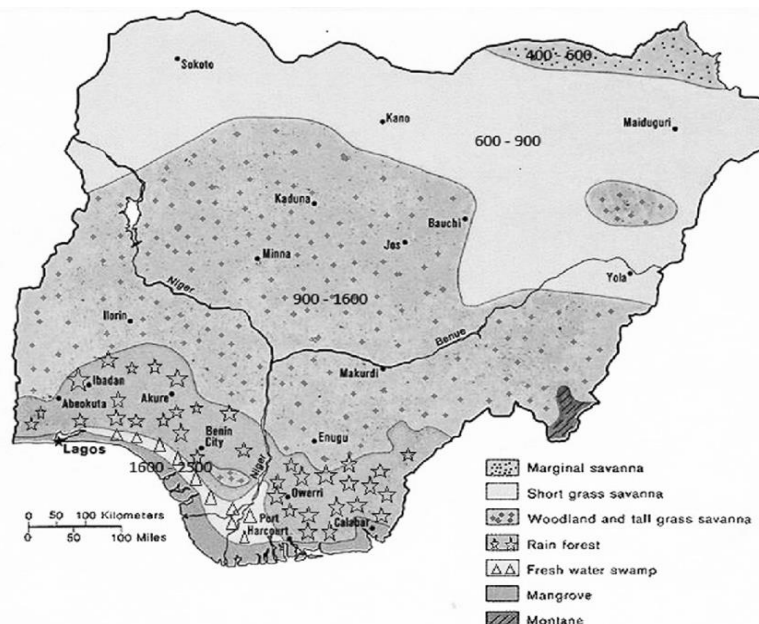 400 - 600
Sokoto
Kano
Maiduguri
600 - 900
Kaduna
Bauchi
Jos
Minna
Yola
Niger
900 - 1600
Benue
Ilorin
Makurdi
Ibadan
Abeokuta
Akure
Benin
City
Enugu
Lagos
1600 - 2500
Niger
Owerri
Port
Harcourt
Calabar
0 50 100 Kilometers
0 50 100 Miles
Marginal savanna
Short grass savanna
Woodland and tall grass savanna
Rain forest
Fresh water swamp
Mangrove
Montane